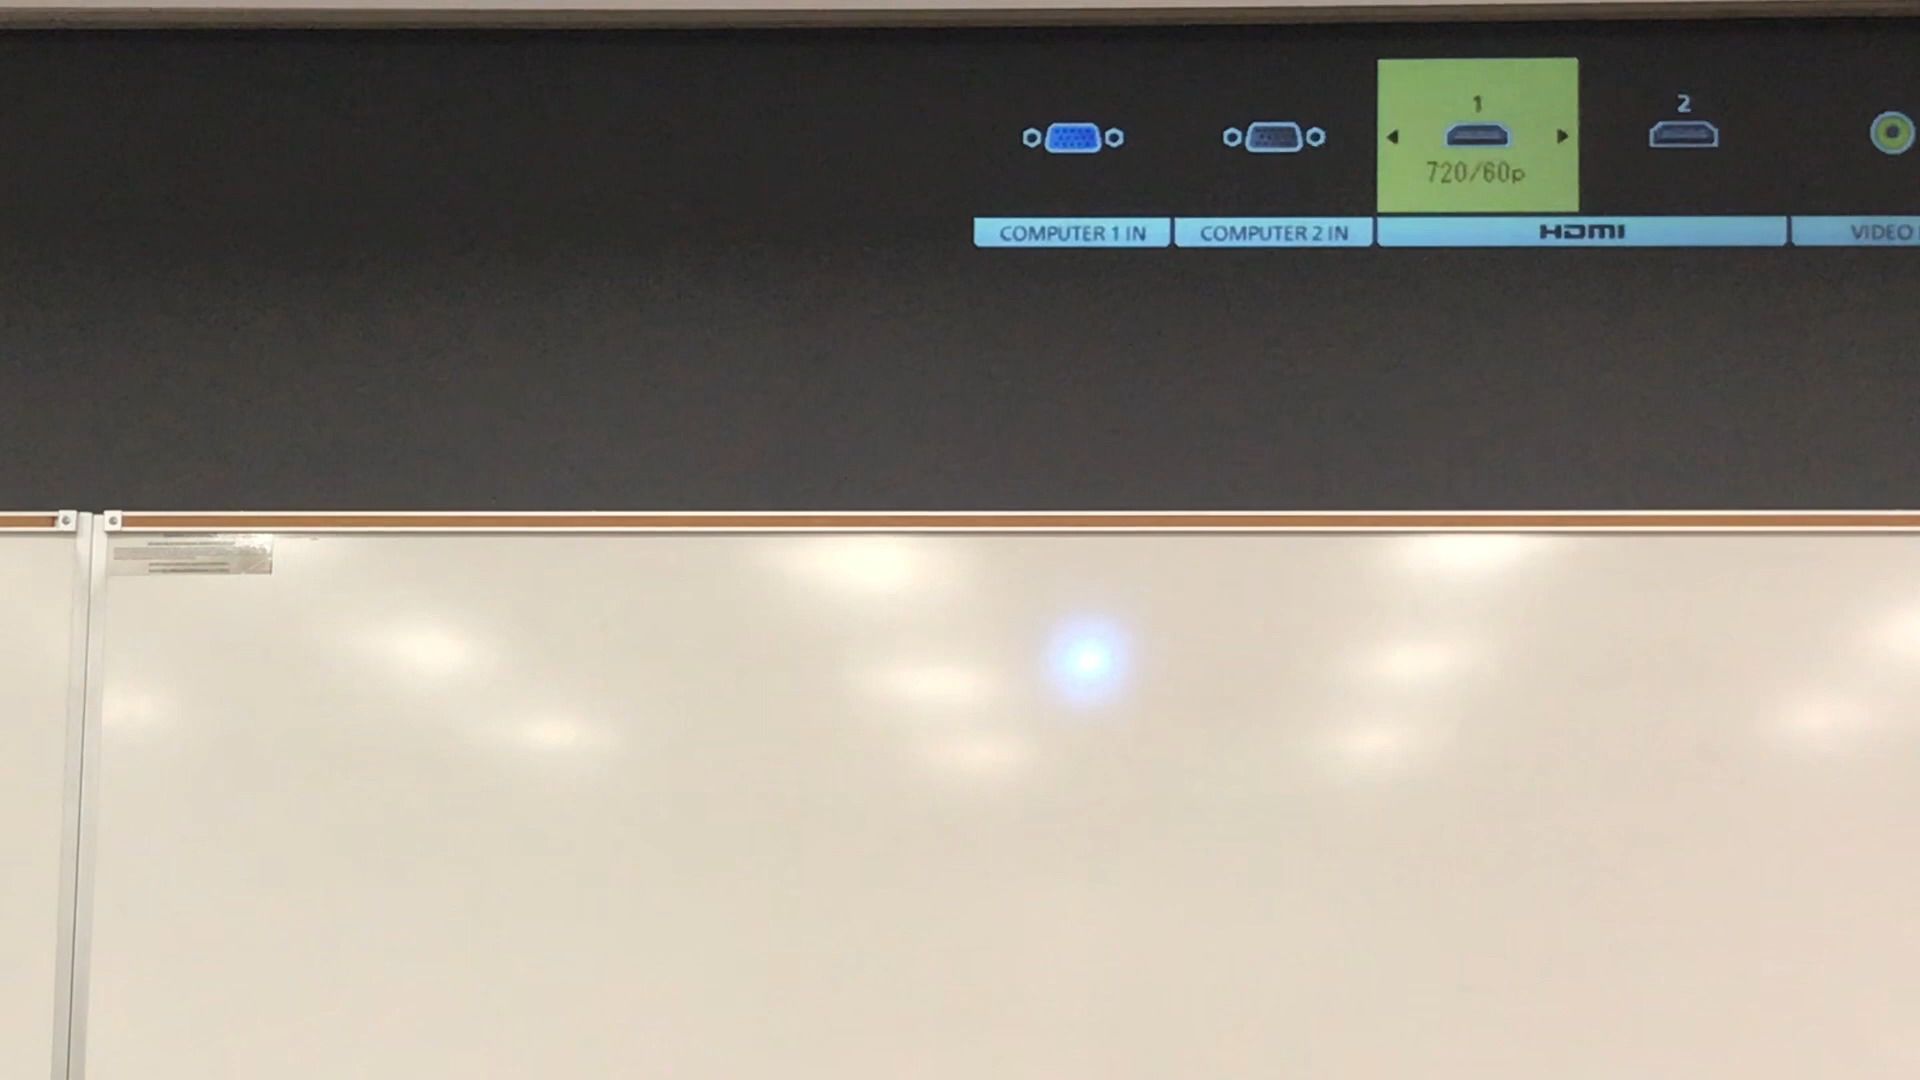 1
2
720/60p
COMPUTER 1 IN
COMPUTER 2 IN
HDMI
VIDEO